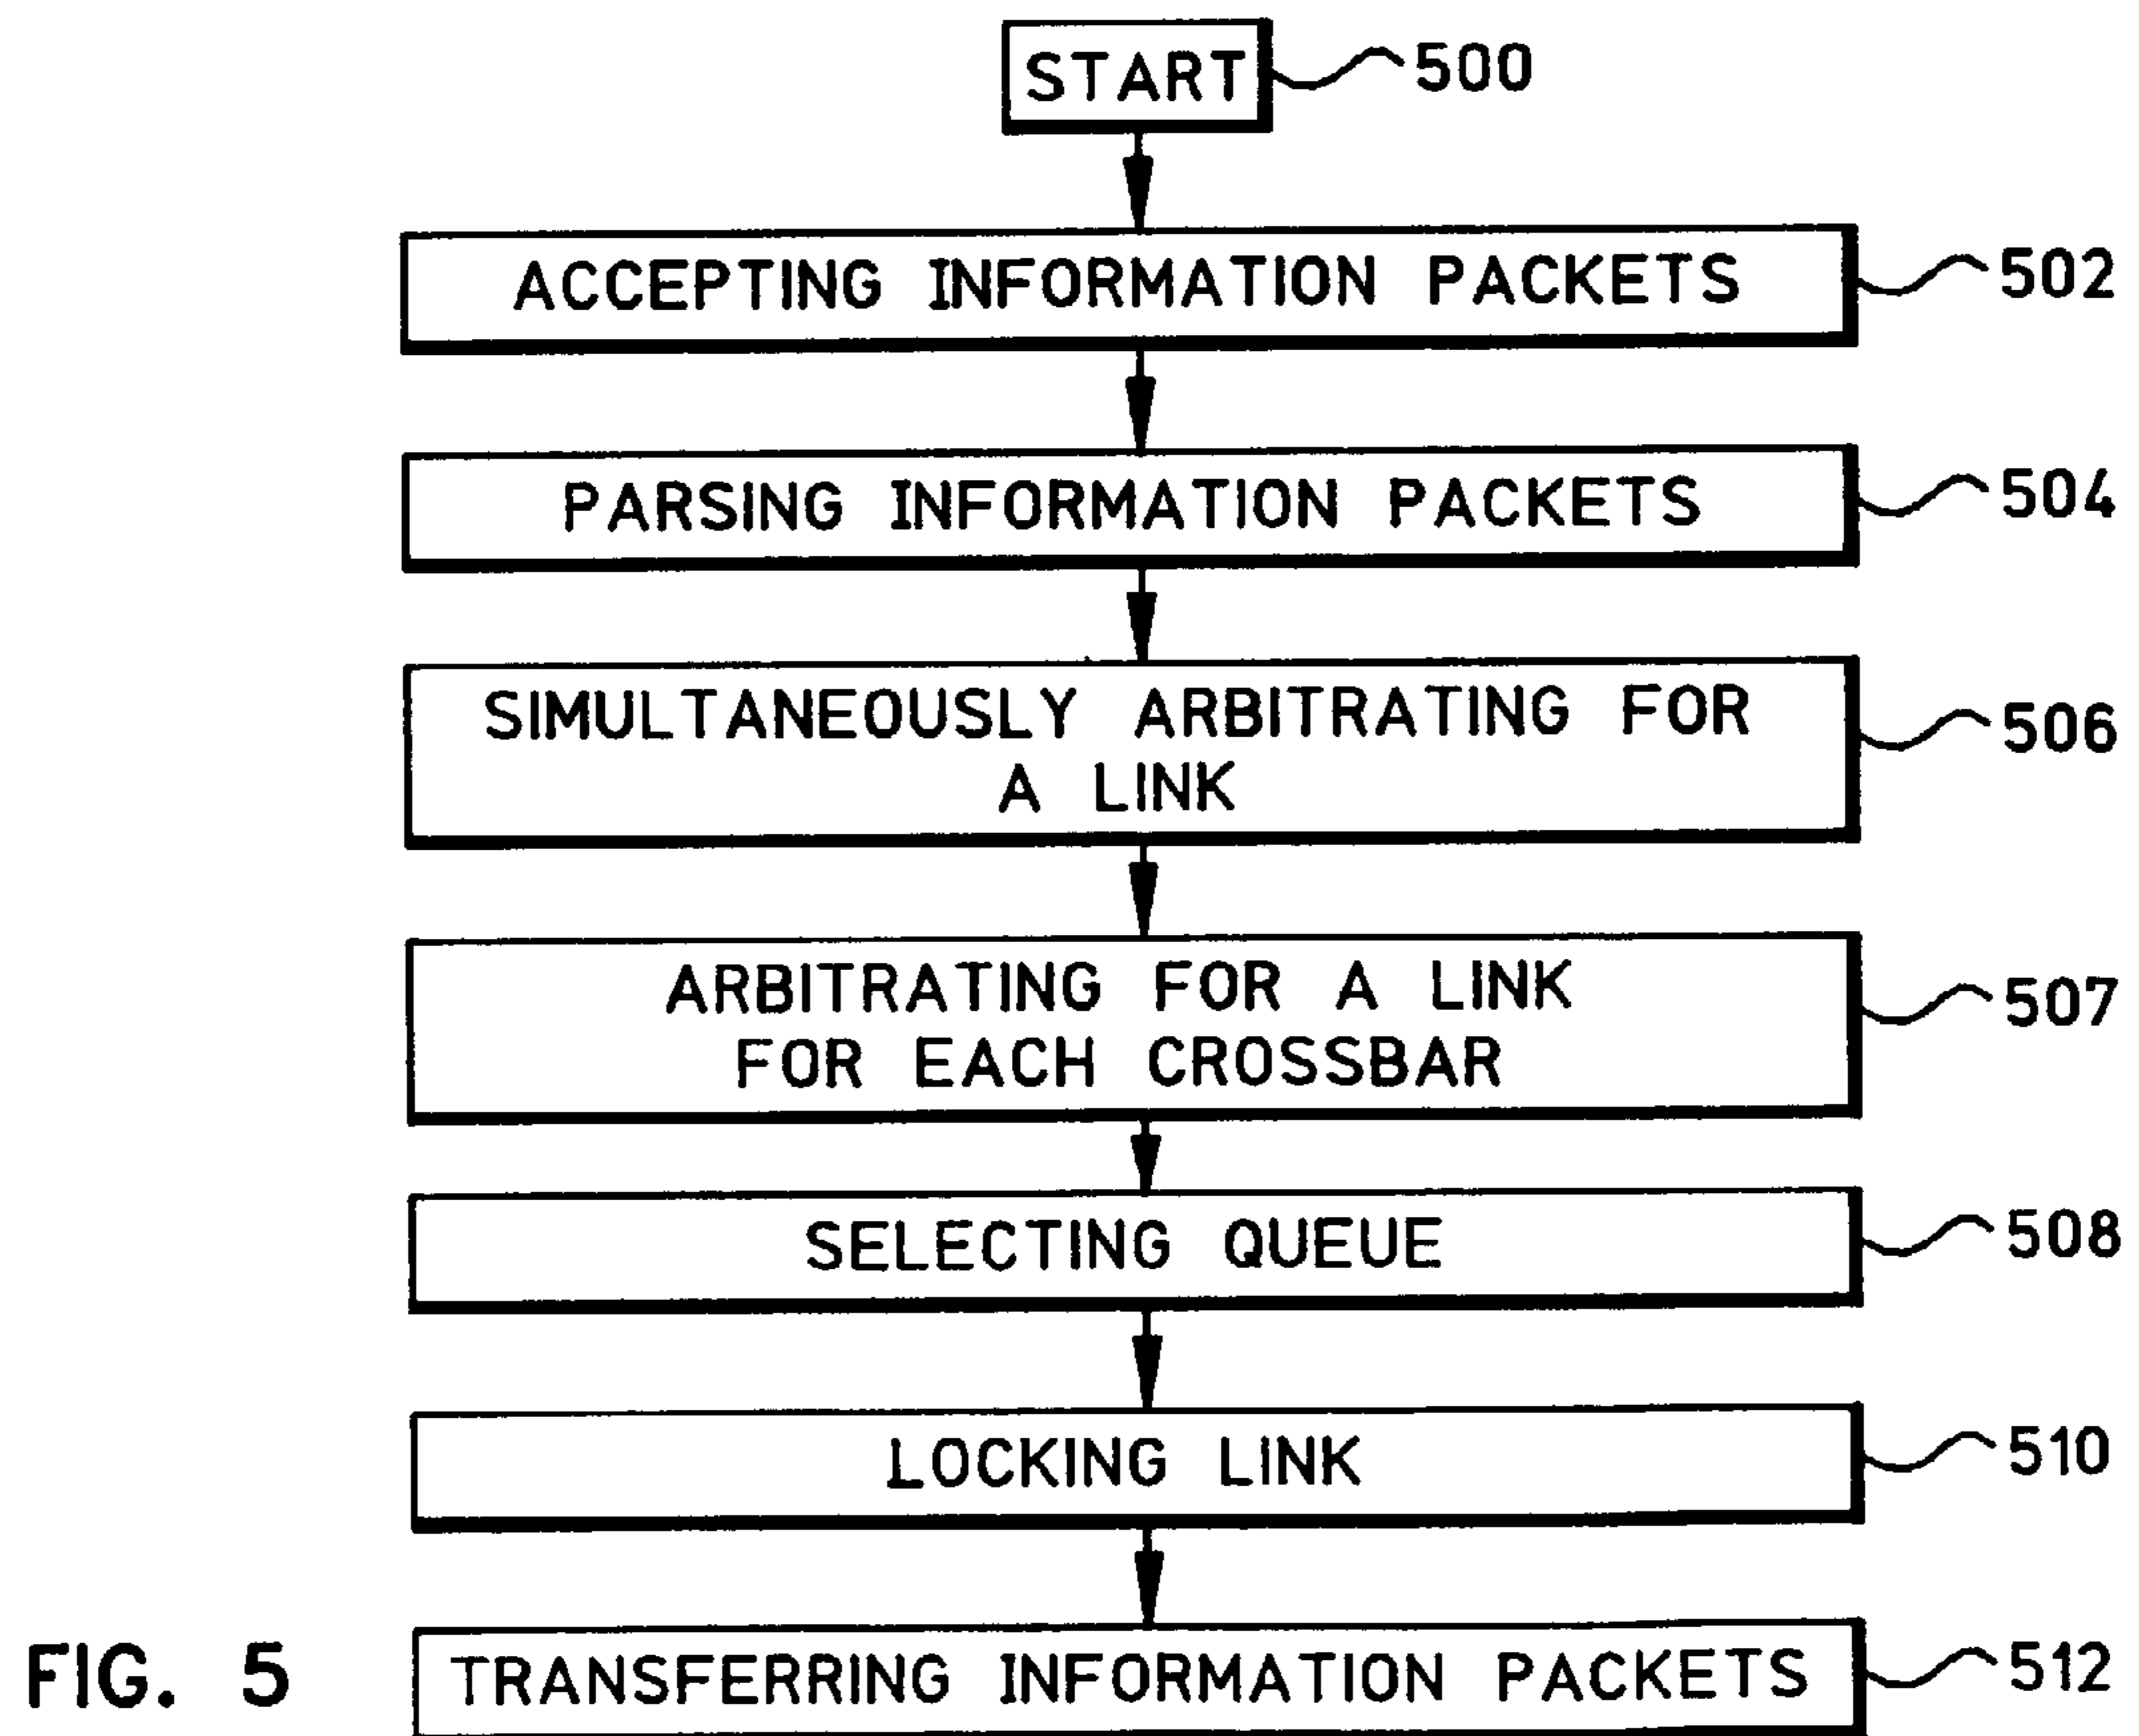 START 500
ACCEPTING INFORMATION PACKETS 502
PARSING INFORMATION PACKETS 504
SIMULTANEOUSLY ARBITRATING FOR
A LINK
506
ARBITRATING FOR A LINK
FOR EACH CROSSBAR
507
SELECTING QUEUE 508
LOCKING LINK 510
TRANSFERRING INFORMATION PACKETS 512
FIG. 5